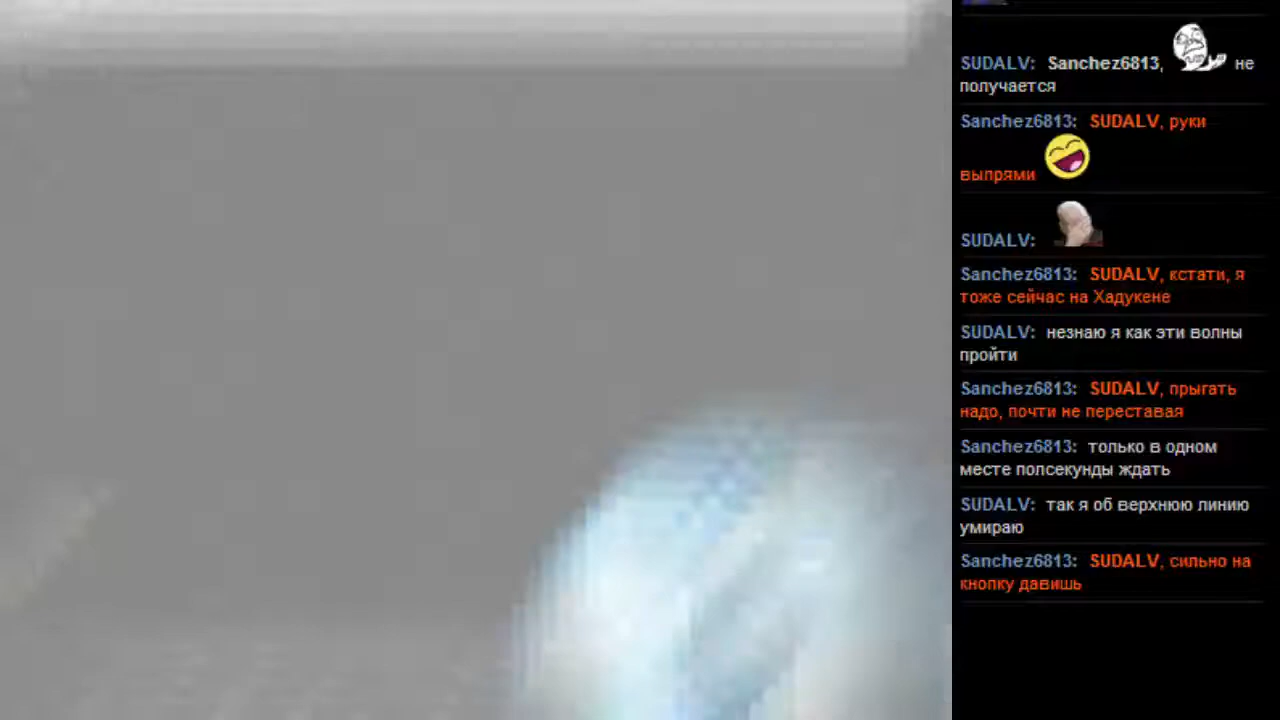 SUDALV: Sanchez6813, не
получается
Sanchez6813: SUDALV, руки
выпрями
SUDALV:
Sanchez6813: SUDALV, кстати, я
тоже сейчас на Хадукене
SUDALV: незнаю я как эти волны
пройти
Sanchez6813: SUDALV, прыгать
надо, почти не переставая
Sanchez6813: только в одном
месте полсекунды ждать
SUDALV: так я об верхнюю линию
умираю
Sanchez6813: SUDALV, сильно на
кнопку давишь